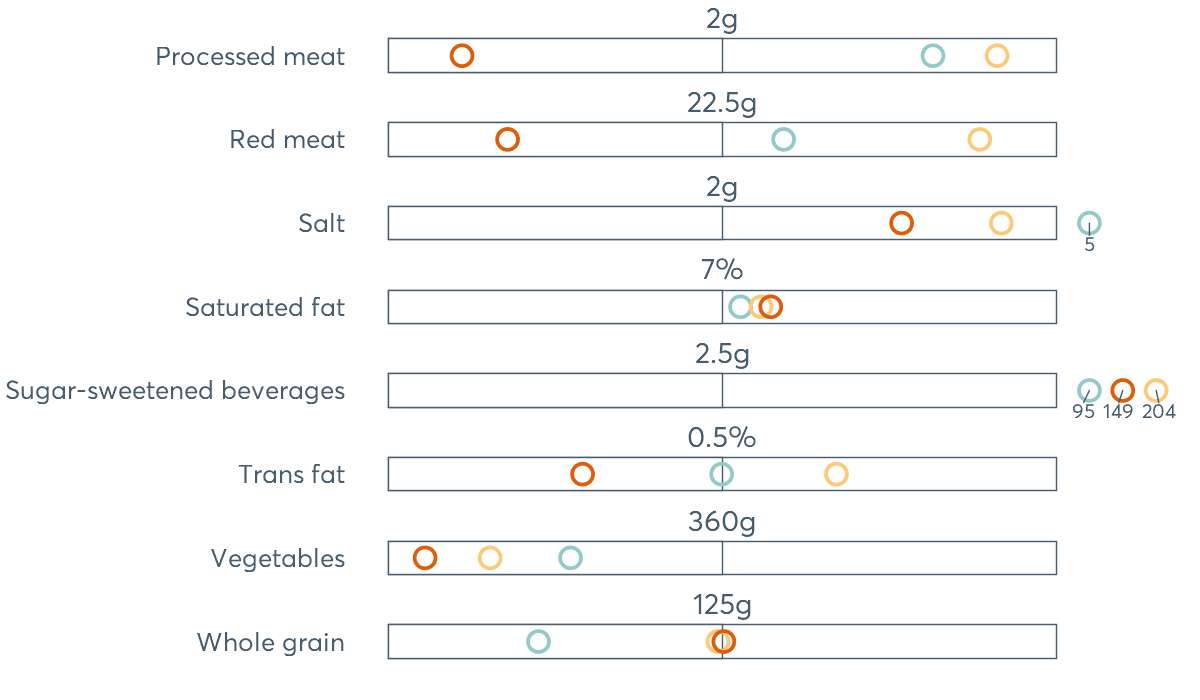 2g
Processed meat
22.5g
Red meat
2g
Salt
5
7%
Saturated fat
2.5g
Sugar-sweetened beverages
95 149 204
0.5%
Trans fat
360g
Vegetables
125g
Whole grain